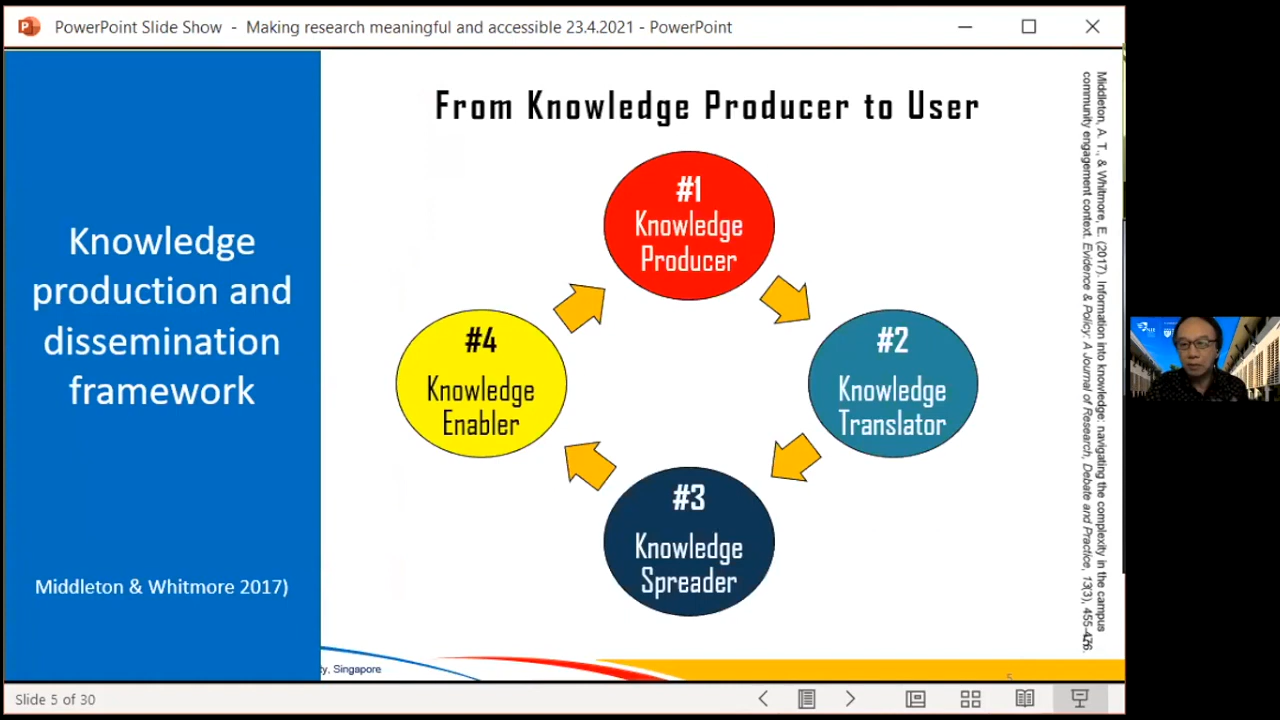 PowerPoint Slide Show - Making research meaningful and accessible 23.4.2021 - PowerPoint
From Knowledge Producer to User
Knowledge
production and
dissemination
framework
Middleton & Whitmore 2017)
#1
Knowledge
Producer
#2
Knowledge
Translator
#3
Knowledge
Spreader
#4
Knowledge
Enabler
Middleton, A. T., & Whitmore, E. (2017). Information into knowledge: navigating the complexity in the campus
community engagement context. Evidence & Policy: A Journal of Research, Debate and Practice, 13(3), 455-476.
ty, Singapore
5
Slide 5 of 30